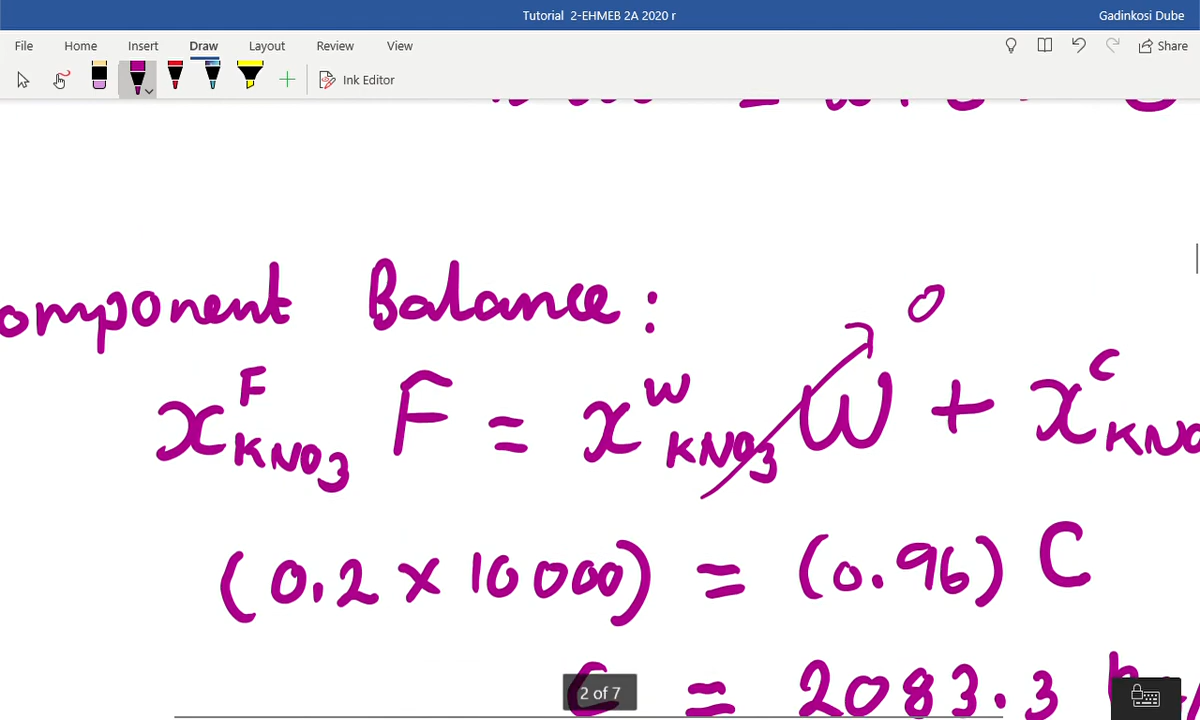 Tutorial 2-EHMEB 2A 2020 r
Gadinkosi Dube
File Home Insert Draw Layout Review View
Share
Ink Editor
omponent Balance:
0
x^F_KNO3 F = x^W_KNO3 W + x^C_KNO
(0.2 × 10000) = (0.96) C
C = 2083.3
2 of 7